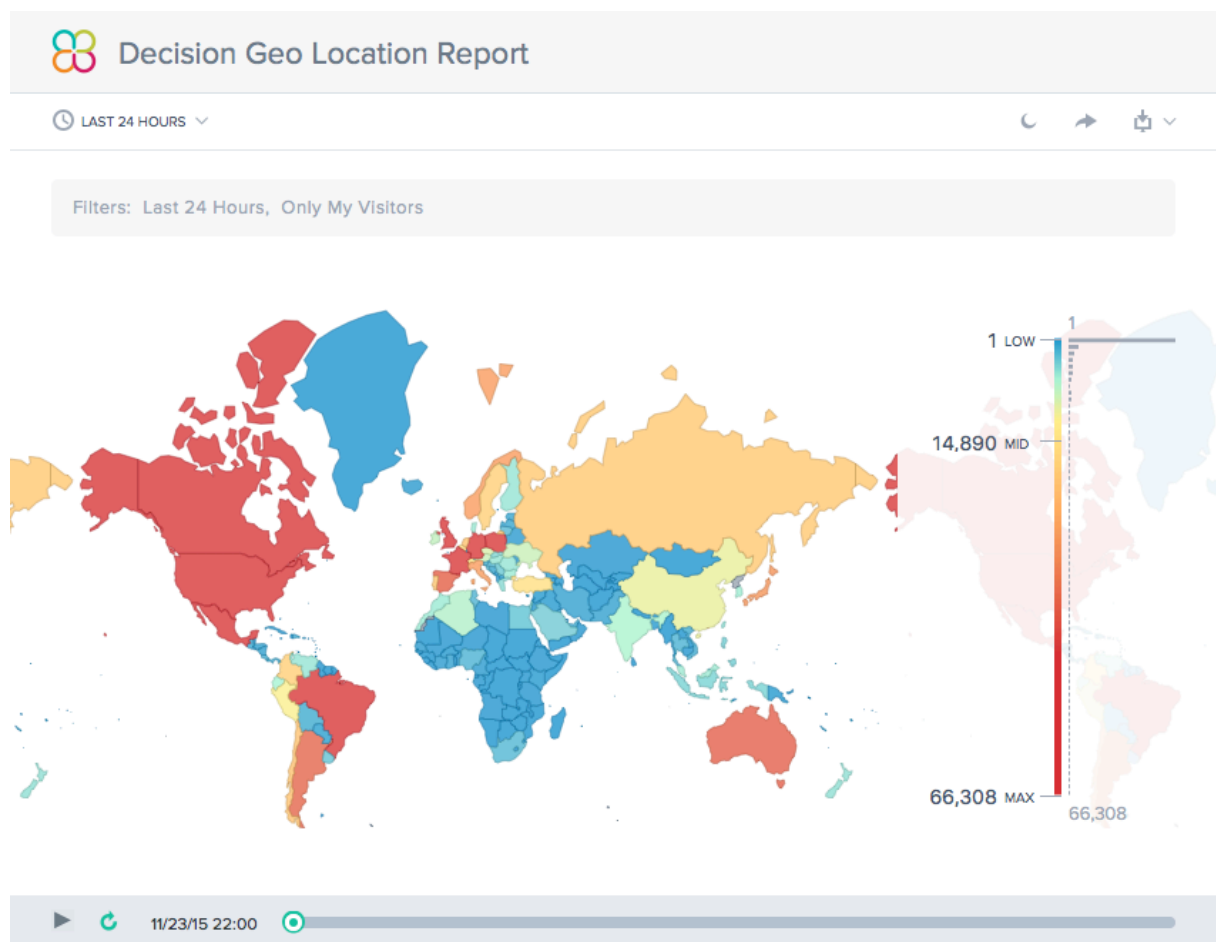 Decision Geo Location Report
LAST 24 HOURS
Filters: Last 24 Hours, Only My Visitors
1
1 LOW
14,890 MID
66,308 MAX
66,308
11/23/15 22:00